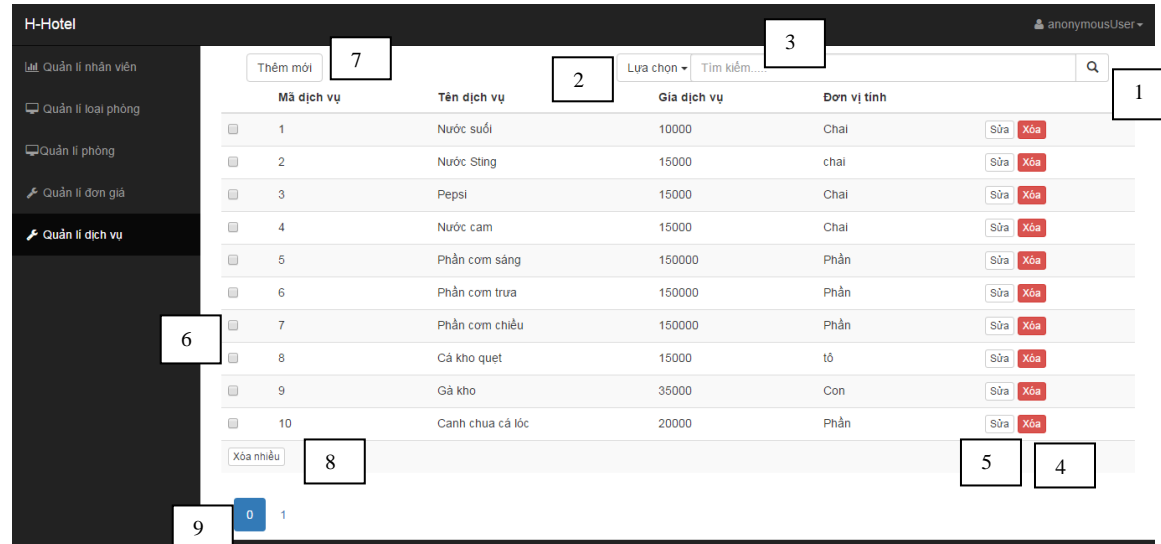 H-Hotel anonymousUser
Quản lí nhân viên
Quản lí loại phòng
Quản lí phòng
Quản lí đơn giá
Quản lí dịch vụ
Thêm mới 7 2 Lựa chọn Tìm kiếm..... 3 1
Mã dịch vụ Tên dịch vụ Gía dịch vụ Đơn vị tính
1 Nước suối 10000 Chai Sửa Xóa
2 Nước Sting 15000 chai Sửa Xóa
3 Pepsi 15000 Chai Sửa Xóa
4 Nước cam 15000 Chai Sửa Xóa
5 Phần cơm sáng 150000 Phần Sửa Xóa
6 Phần cơm trưa 150000 Phần Sửa Xóa
6 7 Phần cơm chiều 150000 Phần Sửa Xóa
8 Cá kho quẹt 15000 tô Sửa Xóa
9 Gà kho 35000 Con Sửa Xóa
10 Canh chua cá lóc 20000 Phần Sửa Xóa
Xóa nhiều 8 5 4
9 0 1